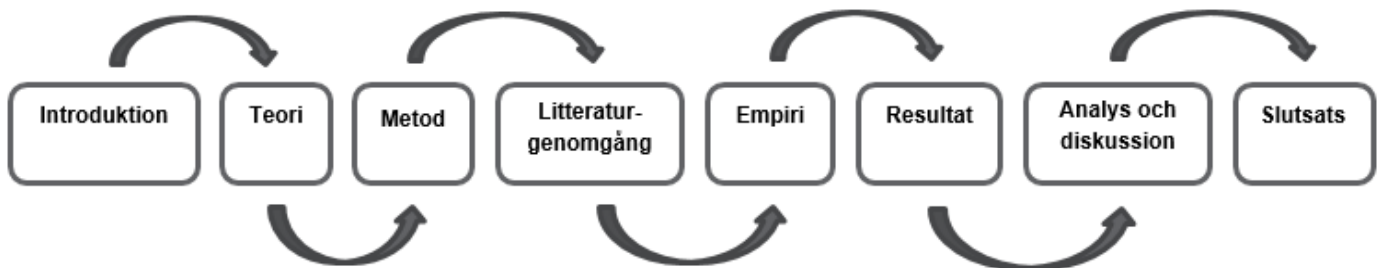 Introduktion
Teori
Metod
Litteratur-
genomgång
Empiri
Resultat
Analys och
diskussion
Slutsats